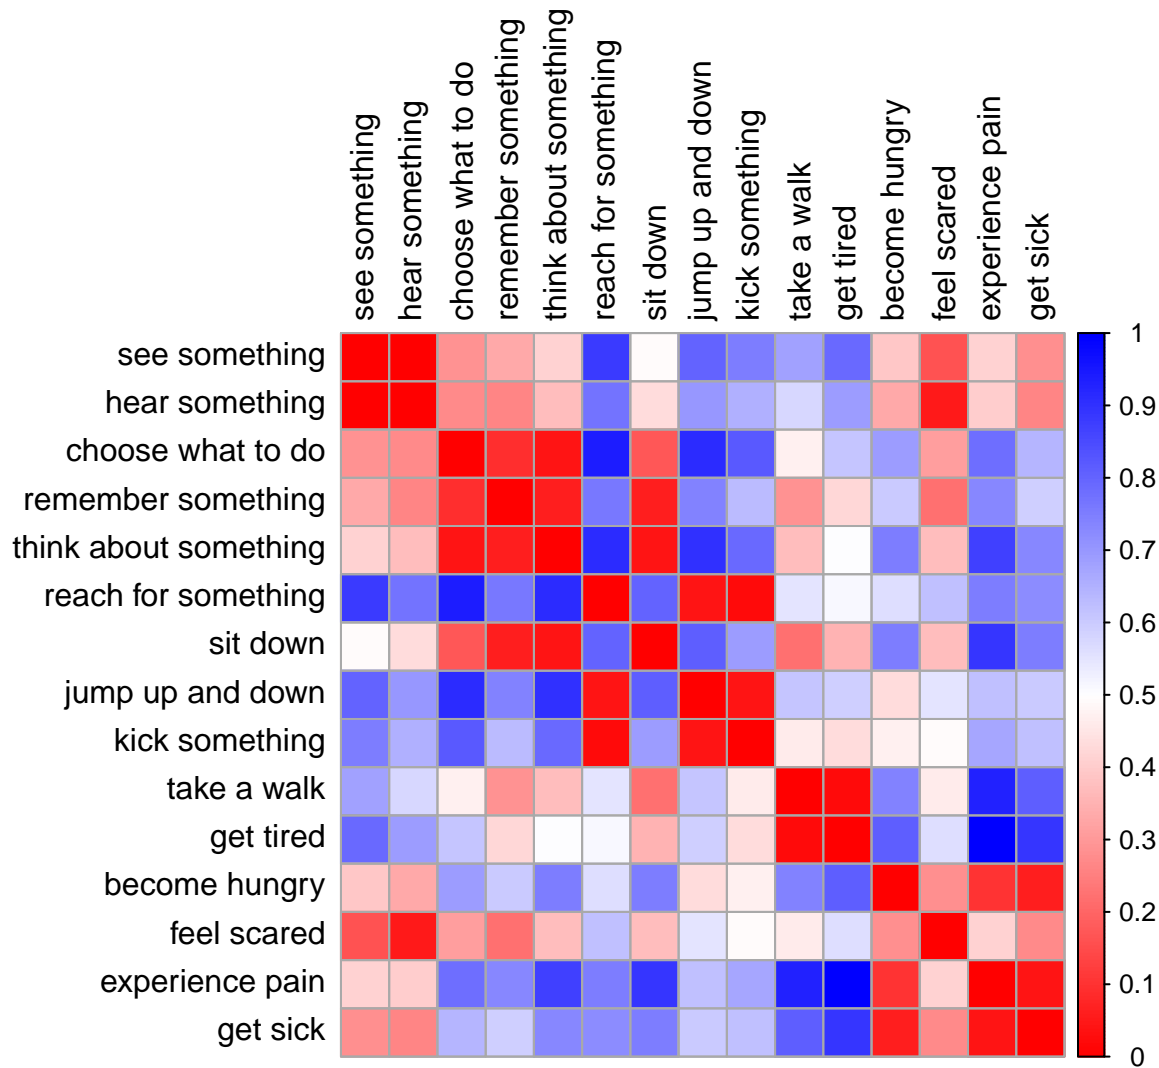 see something
hear something
choose what to do
remember something
think about something
reach for something
sit down
jump up and down
kick something
take a walk
get tired
become hungry
feel scared
experience pain
get sick
see something
hear something
choose what to do
remember something
think about something
reach for something
sit down
jump up and down
kick something
take a walk
get tired
become hungry
feel scared
experience pain
get sick
1
0.9
0.8
0.7
0.6
0.5
0.4
0.3
0.2
0.1
0